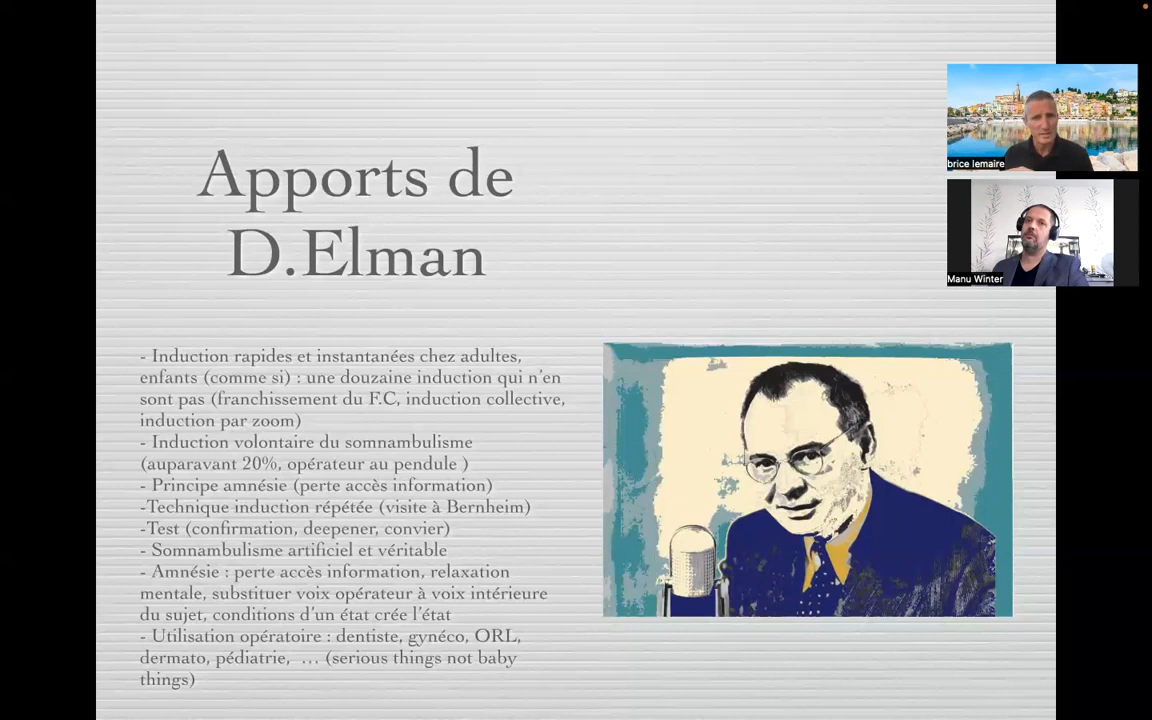 Apports de
D.Elman
- Induction rapides et instantanées chez adultes,
enfants (comme si) : une douzaine induction qui n'en
sont pas (franchissement du F.C, induction collective,
induction par zoom)
- Induction volontaire du somnambulisme
(auparavant 20%, opérateur au pendule )
- Principe amnésie (perte accès information)
-Technique induction répétée (visite à Bernheim)
-Test (confirmation, deepener, convier)
- Somnambulisme artificiel et véritable
- Amnésie : perte accès information, relaxation
mentale, substituer voix opérateur à voix intérieure
du sujet, conditions d'un état crée l'état
- Utilisation opératoire : dentiste, gynéco, ORL,
dermato, pédiatrie, … (serious things not baby
things)
brice lemaire
Manu Winter